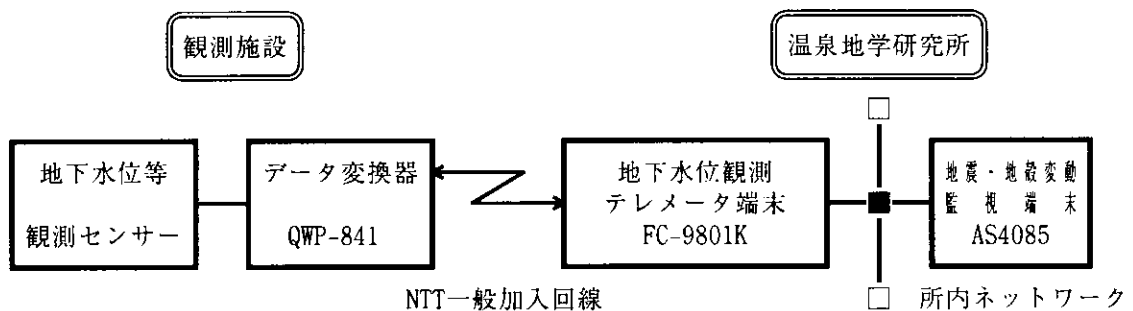 観測施設
温泉地学研究所
地下水位等
観測センサー
データ変換器
QWP-841
地下水位観測
テレメータ端末
FC-9801K
地震・地殻変動
監視端末
AS4085
NTT一般加入回線
所内ネットワーク